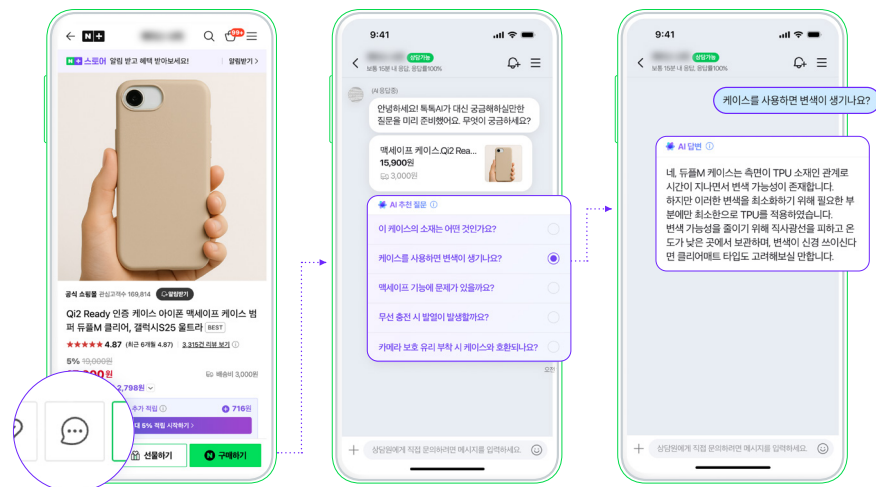 N+
99+
N+ 스토어 알림 받고 혜택 받아보세요!
알림받기 >
공식 쇼핑몰 관심고객수 169,814
알림받기
Qi2 Ready 인증 케이스 아이폰 맥세이프 케이스 범
퍼 듀플M 클리어, 갤럭시S25 울트라 BEST
★★★★★ 4.87 (최근 6개월 4.87) 3,315건 리뷰 보기
5% 19,000원
원
배송비 3,000원
2,798원
추가 적립
716원
5% 적립 시작하기 >
선물하기
N 구매하기
9:41
상담가능
보통 15분 내 응답, 응답률100%
(AI 응답중)
안녕하세요! 톡톡AI가 대신 궁금해하실만한
질문을 미리 준비했어요. 무엇이 궁금하세요?
맥세이프 케이스.Qi2 Rea...
15,900원
3,000원
AI 추천 질문
이 케이스의 소재는 어떤 것인가요?
케이스를 사용하면 변색이 생기나요?
맥세이프 기능에 문제가 있을까요?
무선 충전 시 발열이 발생할까요?
카메라 보호 유리 부착 시 케이스와 호환되나요?
오전
상담원에게 직접 문의하려면 메시지를 입력하세요.
9:41
상담가능
보통 15분 내 응답, 응답률100%
케이스를 사용하면 변색이 생기나요?
AI 답변
네, 듀플M 케이스는 측면이 TPU 소재인 관계로
시간이 지나면서 변색 가능성이 존재합니다.
하지만 이러한 변색을 최소화하기 위해 필요한 부
분에만 최소한으로 TPU를 적용하였습니다.
변색 가능성을 줄이기 위해 직사광선을 피하고 온
도가 낮은 곳에서 보관하며, 변색이 신경 쓰이신다
면 클리어매트 타입도 고려해보실 만합니다.
상담원에게 직접 문의하려면 메시지를 입력하세요.